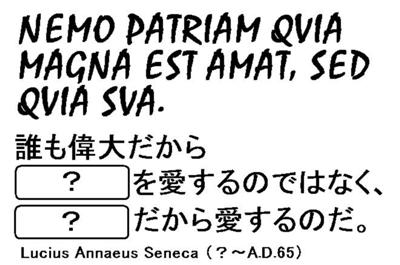 NEMO PATRIAM QVIA
MAGNA EST AMAT, SED
QVIA SVA.
誰も偉大だから
?を愛するのではなく、
?だから愛するのだ。
Lucius Annaeus Seneca（？～A.D.65）